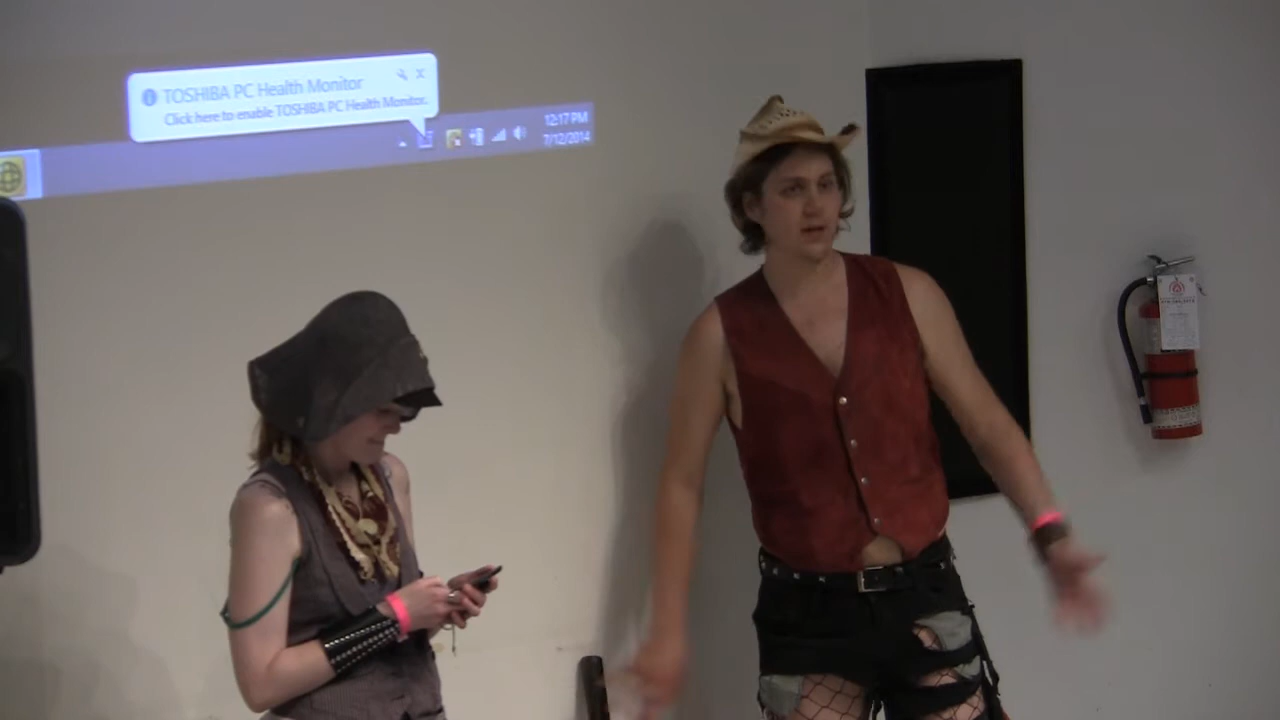 TOSHIBA PC Health Monitor
Click here to enable TOSHIBA PC Health Monitor.
12:17 PM
7/12/2014